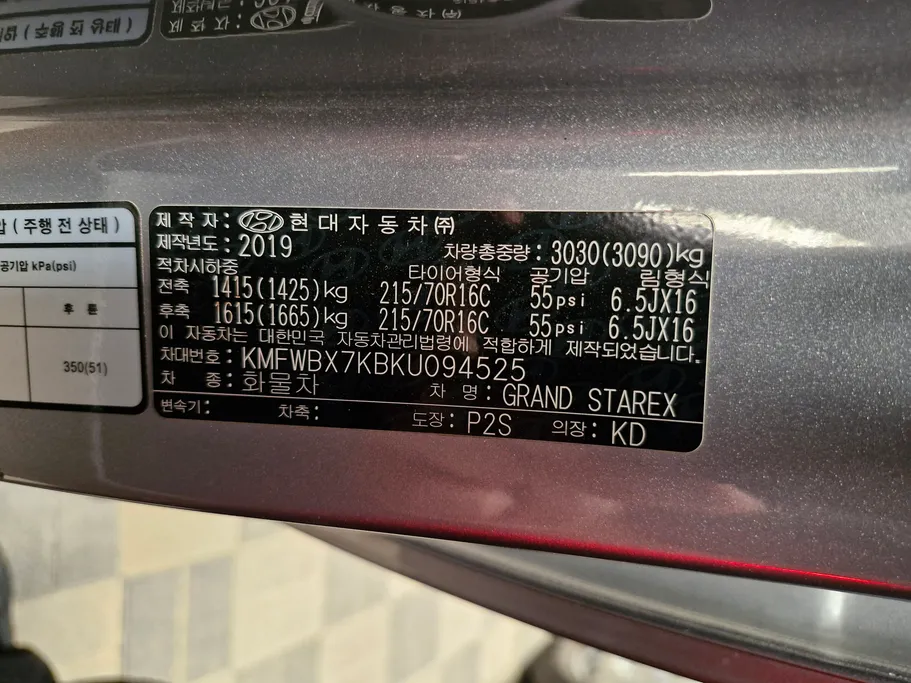 압 ( 주행 전 상태 )
공기압 kPa(psi)
후 륜
350(51)
제 작 자 : 현 대 자 동 차 ㈜
제작년도 : 2019 차량총중량 : 3030(3090)kg
적차시하중 타이어형식 공기압 림형식
전축 1415(1425)kg 215/70R16C 55psi 6.5JX16
후축 1615(1665)kg 215/70R16C 55psi 6.5JX16
이 자동차는 대한민국 자동차관리법령에 적합하게 제작되었습니다.
차대번호 : KMFWBX7KBKU094525
차 종 : 화물차 차 명 : GRAND STAREX
변속기 : 차축 : 도장 : P2S 의장 : KD